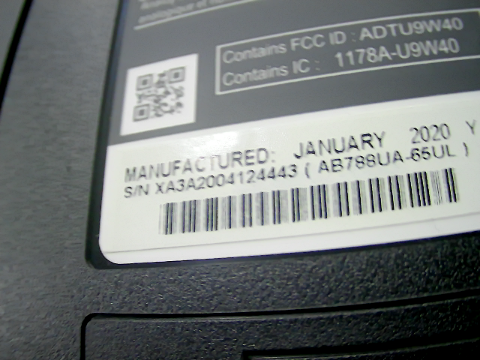 Contains FCC ID : ADTU9W40
Contains IC : 1178A-U9W40
MANUFACTURED: JANUARY 2020 Y
S/N XA3A2004124443 ( AB788UA-65UL )